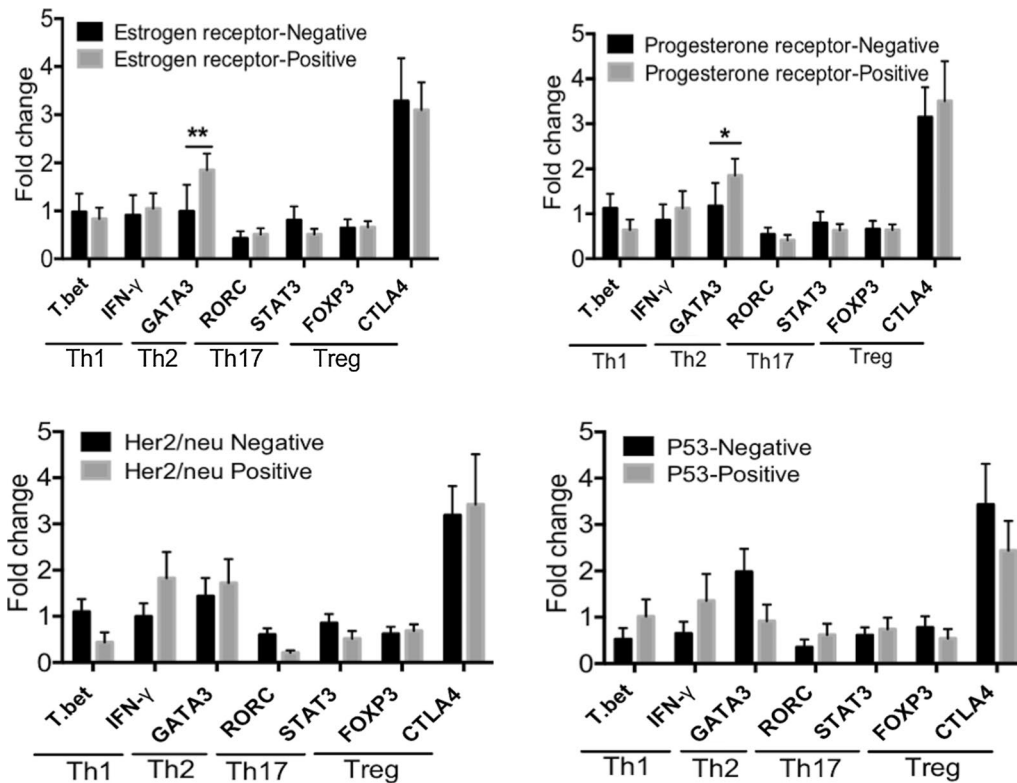 Estrogen receptor-Negative
Estrogen receptor-Positive
Fold change
5
4
3
2
1
0
**
T.bet
IFN-γ
GATA3
RORC
STAT3
FOXP3
CTLA4
Th1
Th2
Th17
Treg
Progesterone receptor-Negative
Progesterone receptor-Positive
Fold change
5
4
3
2
1
0
*
T.bet
IFN-γ
GATA3
RORC
STAT3
FOXP3
CTLA4
Th1
Th2
Th17
Treg
Her2/neu Negative
Her2/neu Positive
Fold change
5
4
3
2
1
0
T.bet
IFN-γ
GATA3
RORC
STAT3
FOXP3
CTLA4
Th1
Th2
Th17
Treg
P53-Negative
P53-Positive
Fold change
5
4
3
2
1
0
T.bet
IFN-γ
GATA3
RORC
STAT3
FOXP3
CTLA4
Th1
Th2
Th17
Treg